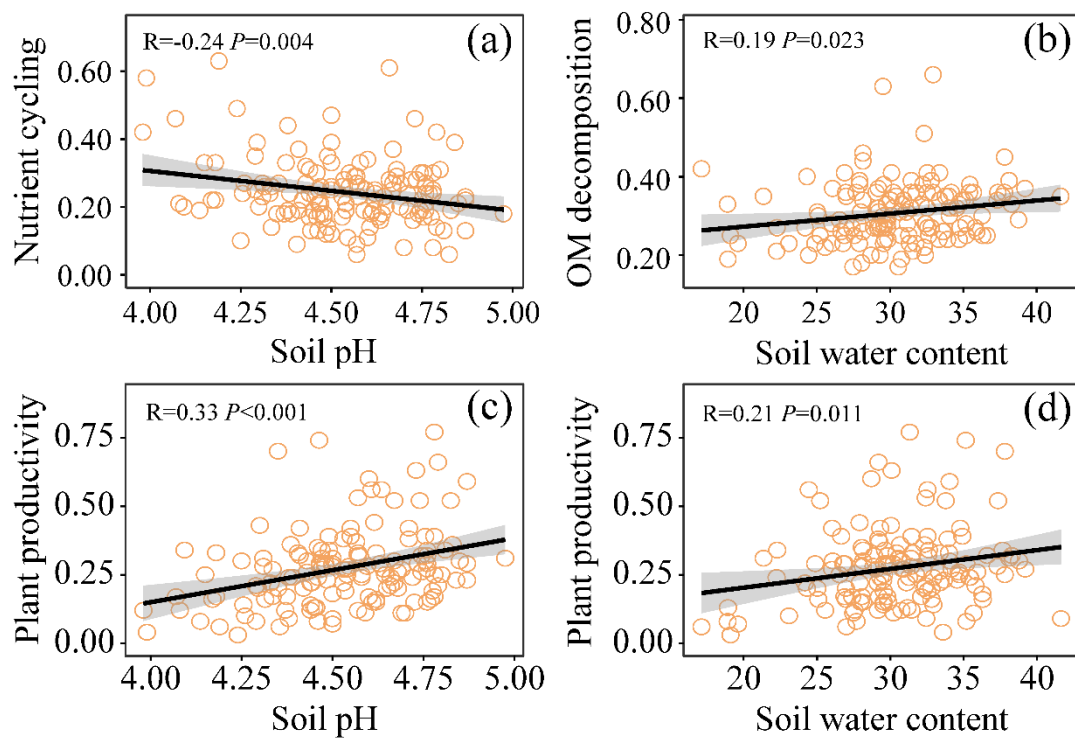 R=-0.24 P=0.004 (a)
Nutrient cycling
0.60
0.40
0.20
0.00
4.00 4.25 4.50 4.75 5.00
Soil pH
R=0.19 P=0.023 (b)
OM decomposition
0.80
0.60
0.40
0.20
20 25 30 35 40
Soil water content
R=0.33 P<0.001 (c)
Plant productivity
0.75
0.50
0.25
0.00
4.00 4.25 4.50 4.75 5.00
Soil pH
R=0.21 P=0.011 (d)
Plant productivity
0.75
0.50
0.25
0.00
20 25 30 35 40
Soil water content